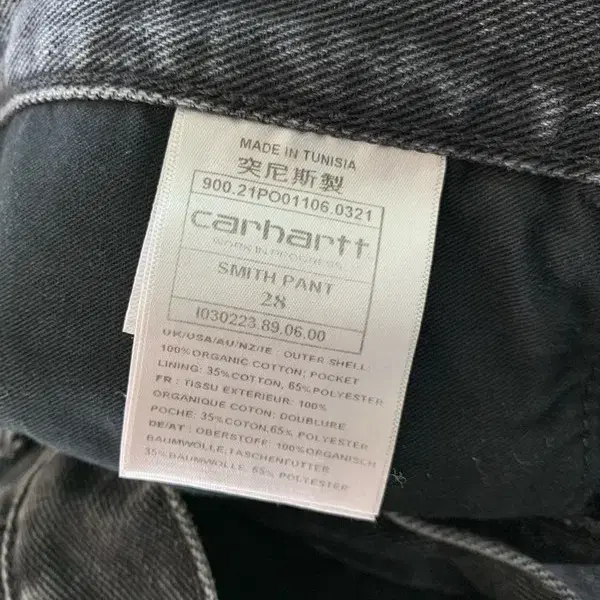 MADE IN TUNISIA
突尼斯製
900.21PO01106.0321
carhartt
WORK IN PROGRESS
SMITH PANT
28
I030223.89.06.00
UK/USA/AU/NZ/IE OUTER SHELL:
100%ORGANIC COTTON; POCKET
LINING: 35%COTTON, 65%POLYESTER
FR : TISSU EXTERIEUR: 100%
ORGANIQUE COTON; DOUBLURE
POCHE: 35%COTON,65% POLYESTER
DE/AT : OBERSTOFF: 100%ORGANISCH
BAUMWOLLE,TASCHENFUTTER
35%BAUMWOLLE, 65% POLYESTER